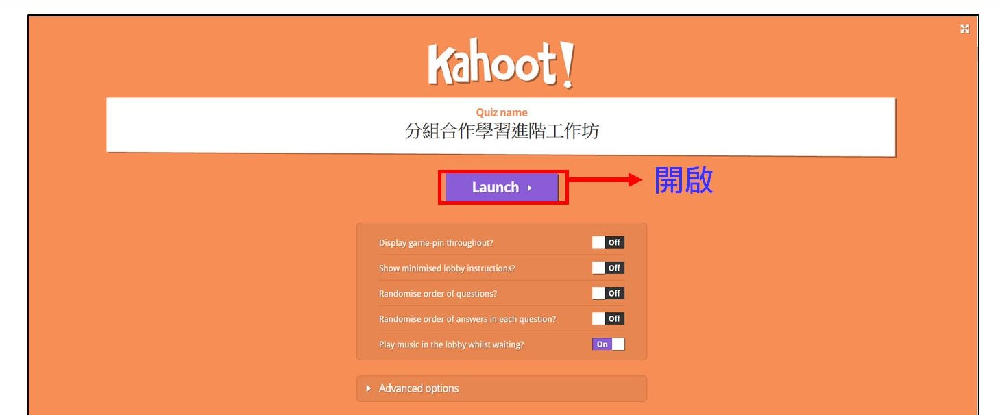 Kahoot!
Quiz name
分組合作學習進階工作坊
Launch
開啟
Display game-pin throughout?
Off
Show minimised lobby instructions?
Off
Randomise order of questions?
Off
Randomise order of answers in each question?
Off
Play music in the lobby whilst waiting?
On
Advanced options